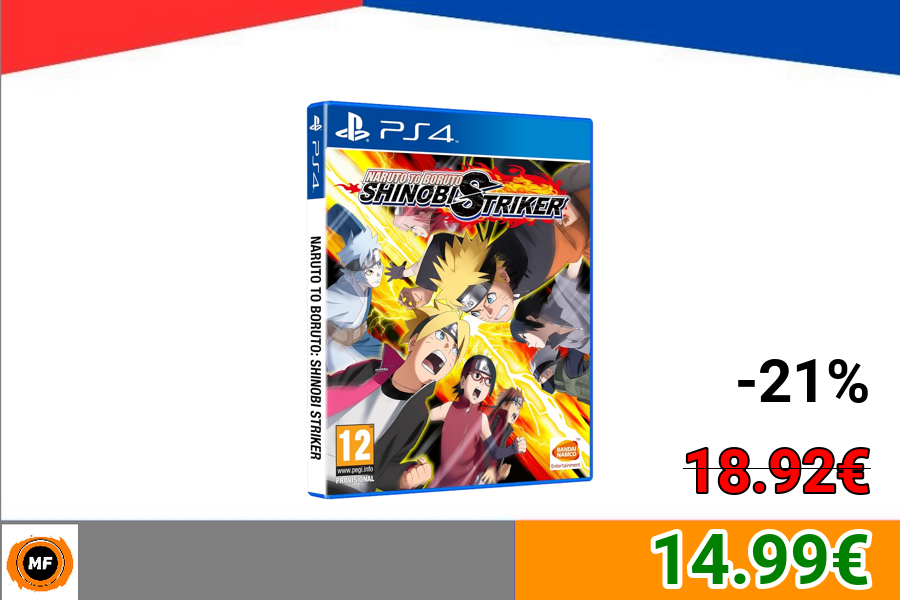 PS4
PS4
NARUTO TO BORUTO
SHINOBI STRIKER
NARUTO TO BORUTO: SHINOBI STRIKER
12
www.pegi.info
PROVISIONAL
BANDAI
NAMCO
Entertainment
-21%
18.92€
14.99€
MF